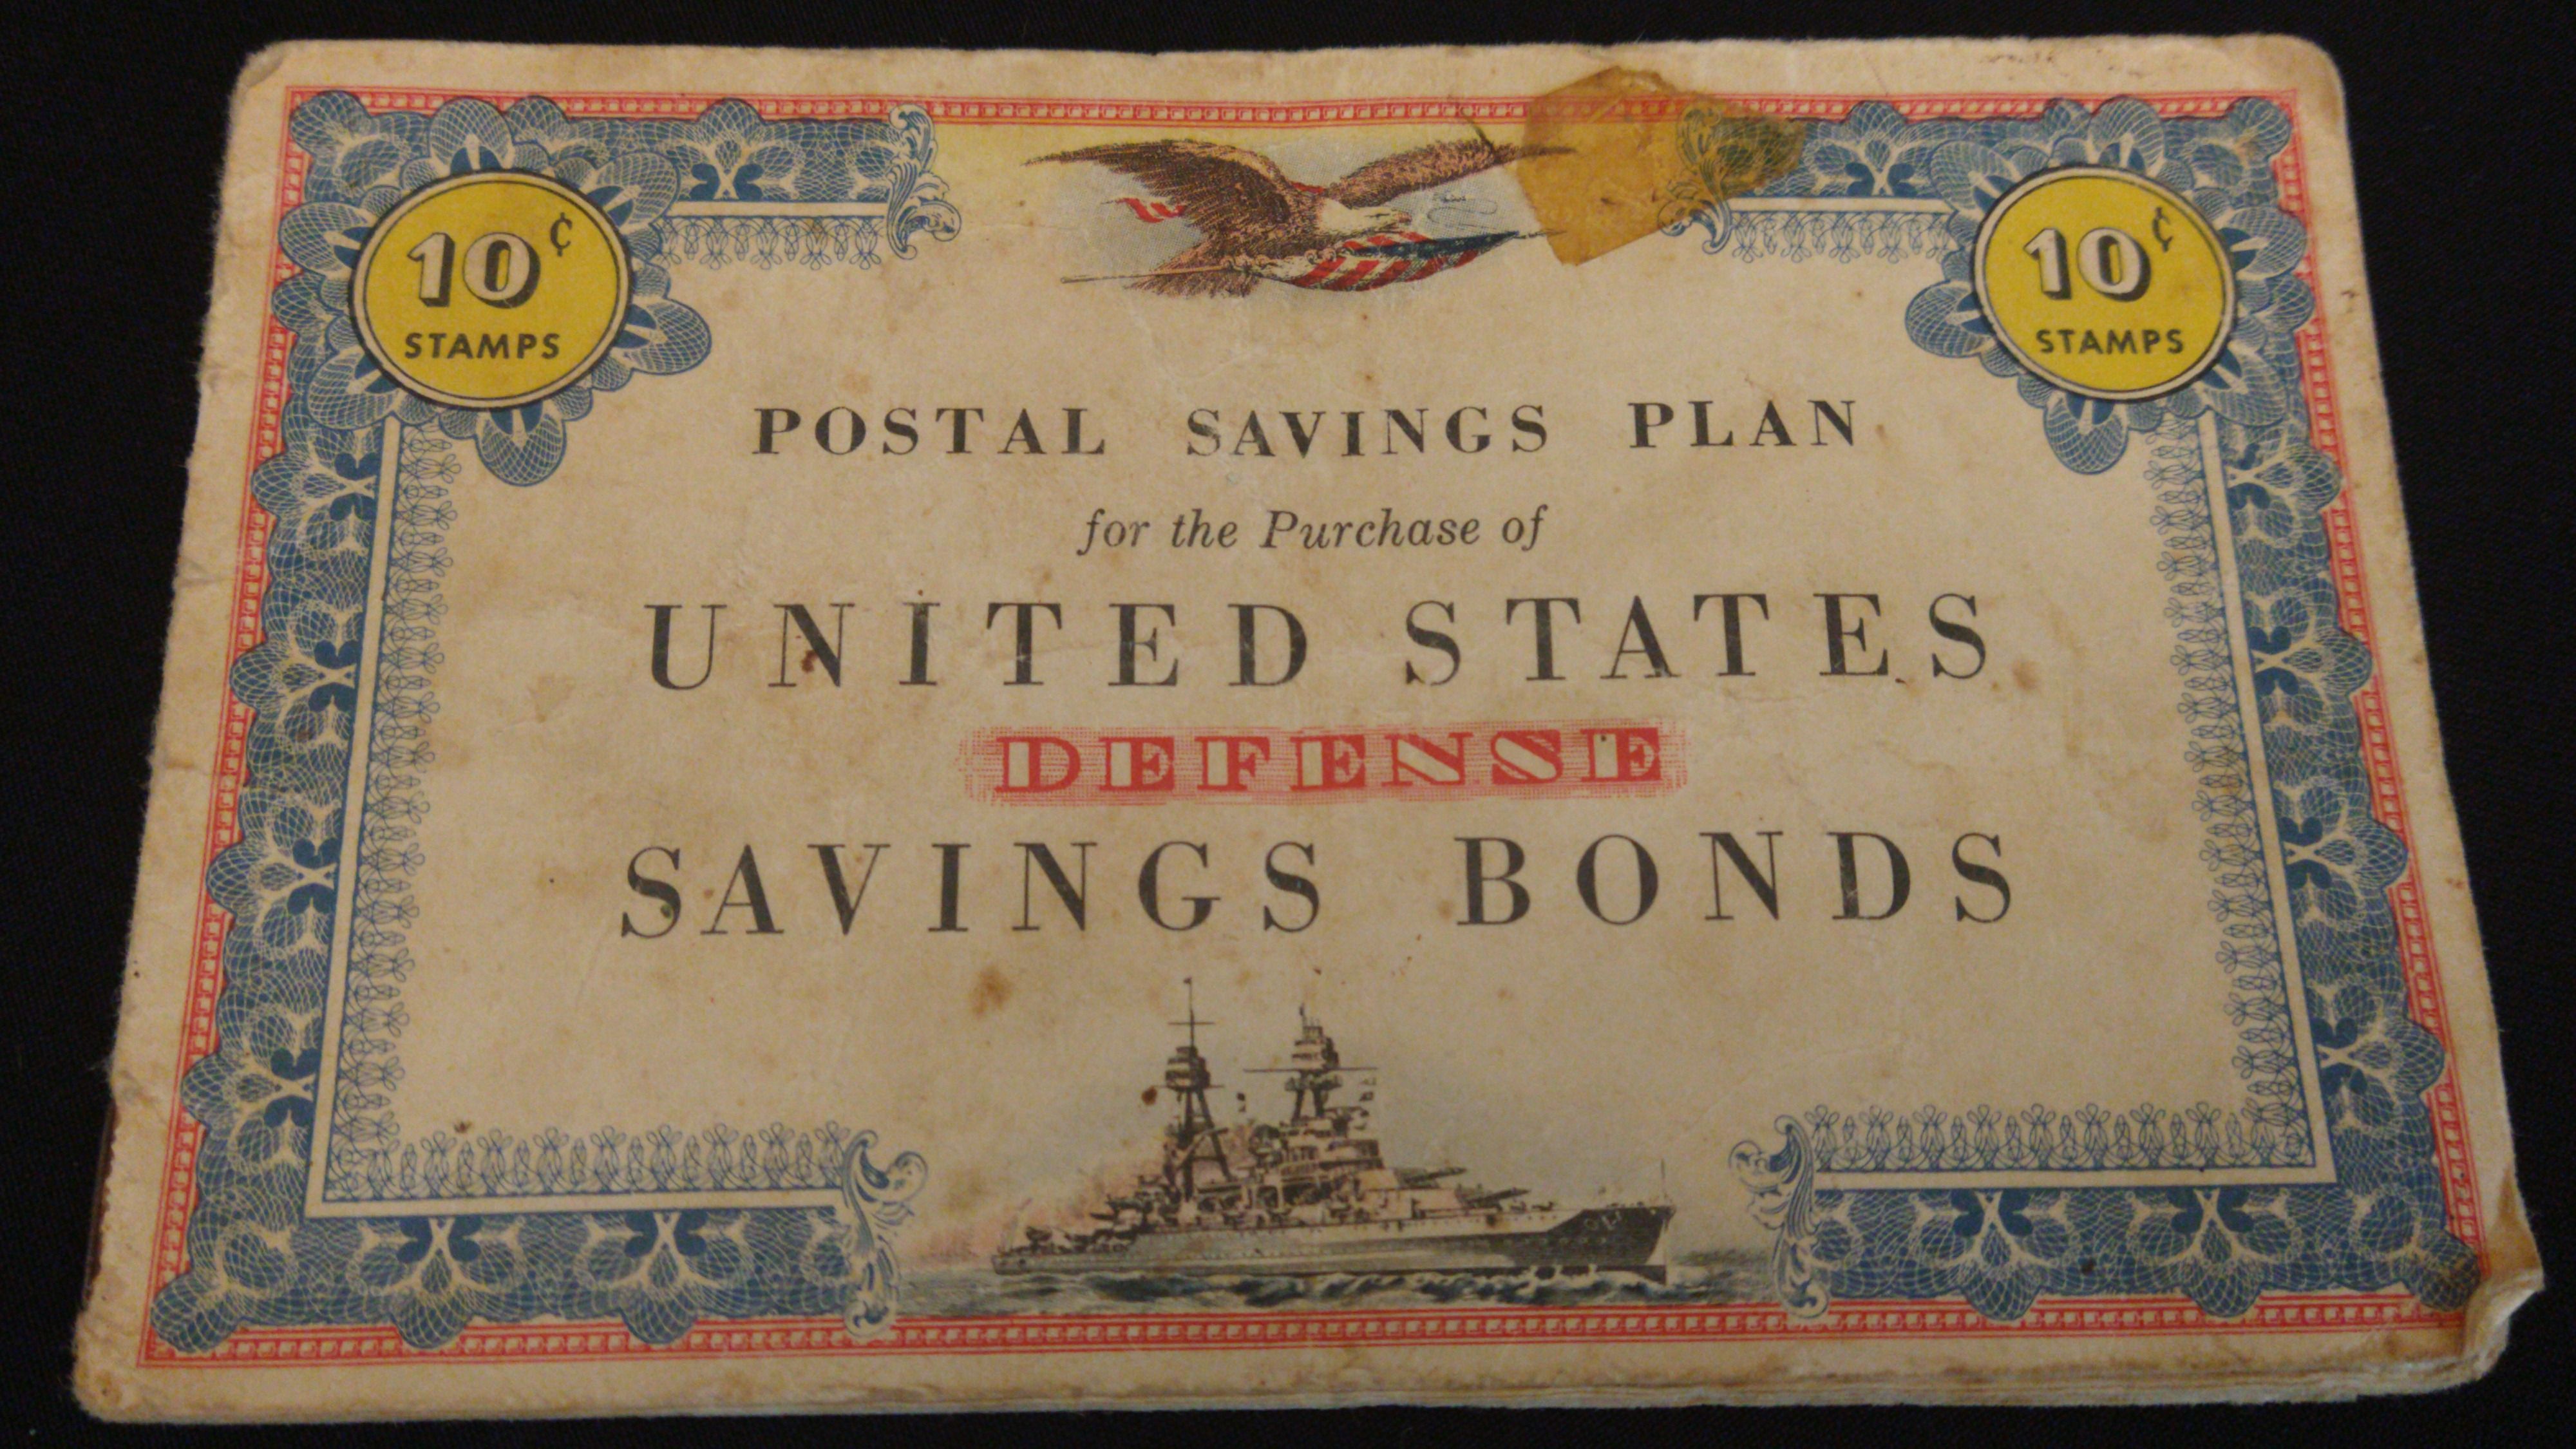 10¢
STAMPS
10¢
STAMPS
POSTAL SAVINGS PLAN
for the Purchase of
UNITED STATES
DEFENSE
SAVINGS BONDS